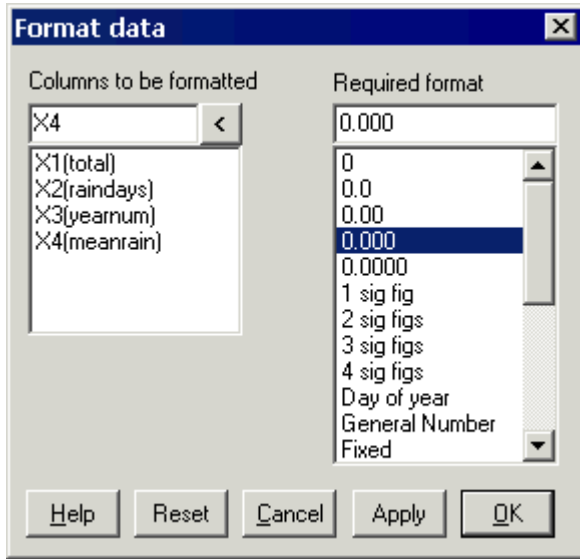 Format data
Columns to be formatted
X4
<
X1(total)
X2(raindays)
X3(yearnum)
X4(meanrain)
Required format
0.000
0
0.0
0.00
0.000
0.0000
1 sig fig
2 sig figs
3 sig figs
4 sig figs
Day of year
General Number
Fixed
Help Reset Cancel Apply OK